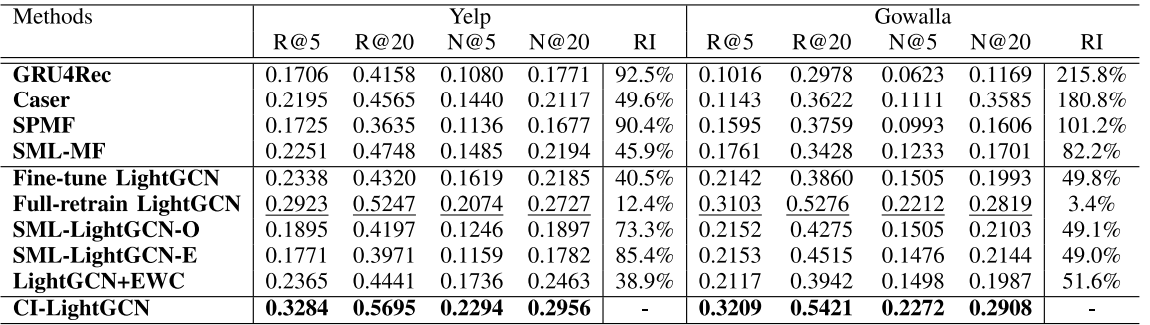 Methods Yelp Gowalla
R@5 R@20 N@5 N@20 RI R@5 R@20 N@5 N@20 RI
GRU4Rec 0.1706 0.4158 0.1080 0.1771 92.5% 0.1016 0.2978 0.0623 0.1169 215.8%
Caser 0.2195 0.4565 0.1440 0.2117 49.6% 0.1143 0.3622 0.1111 0.3585 180.8%
SPMF 0.1725 0.3635 0.1136 0.1677 90.4% 0.1595 0.3759 0.0993 0.1606 101.2%
SML-MF 0.2251 0.4748 0.1485 0.2194 45.9% 0.1761 0.3428 0.1233 0.1701 82.2%
Fine-tune LightGCN 0.2338 0.4320 0.1619 0.2185 40.5% 0.2142 0.3860 0.1505 0.1993 49.8%
Full-retrain LightGCN 0.2923 0.5247 0.2074 0.2727 12.4% 0.3103 0.5276 0.2212 0.2819 3.4%
SML-LightGCN-O 0.1895 0.4197 0.1246 0.1897 73.3% 0.2152 0.4275 0.1505 0.2103 49.1%
SML-LightGCN-E 0.1771 0.3971 0.1159 0.1782 85.4% 0.2153 0.4515 0.1476 0.2144 49.0%
LightGCN+EWC 0.2365 0.4441 0.1736 0.2463 38.9% 0.2117 0.3942 0.1498 0.1987 51.6%
CI-LightGCN 0.3284 0.5695 0.2294 0.2956 - 0.3209 0.5421 0.2272 0.2908 -